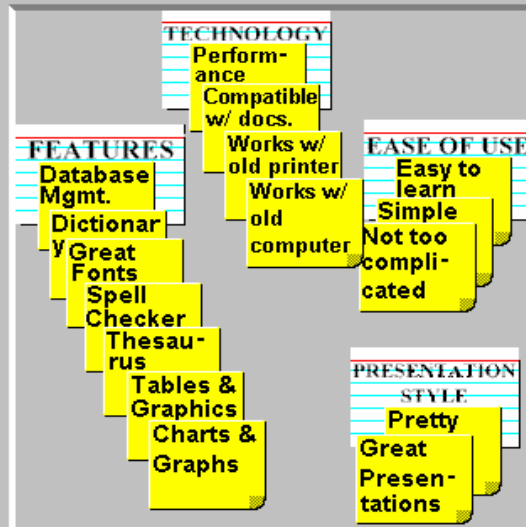 TECHNOLOGY
Perform-
ance
Compatible
w/ docs.
Works w/
old printer
Works w/
old
computer
FEATURES
Database
Mgmt.
Dictionar
y
Great
Fonts
Spell
Checker
Thesau-
rus
Tables &
Graphics
Charts &
Graphs
EASE OF USE
Easy to
learn
Simple
Not too
compli-
cated
PRESENTATION
STYLE
Pretty
Great
Presen-
tations